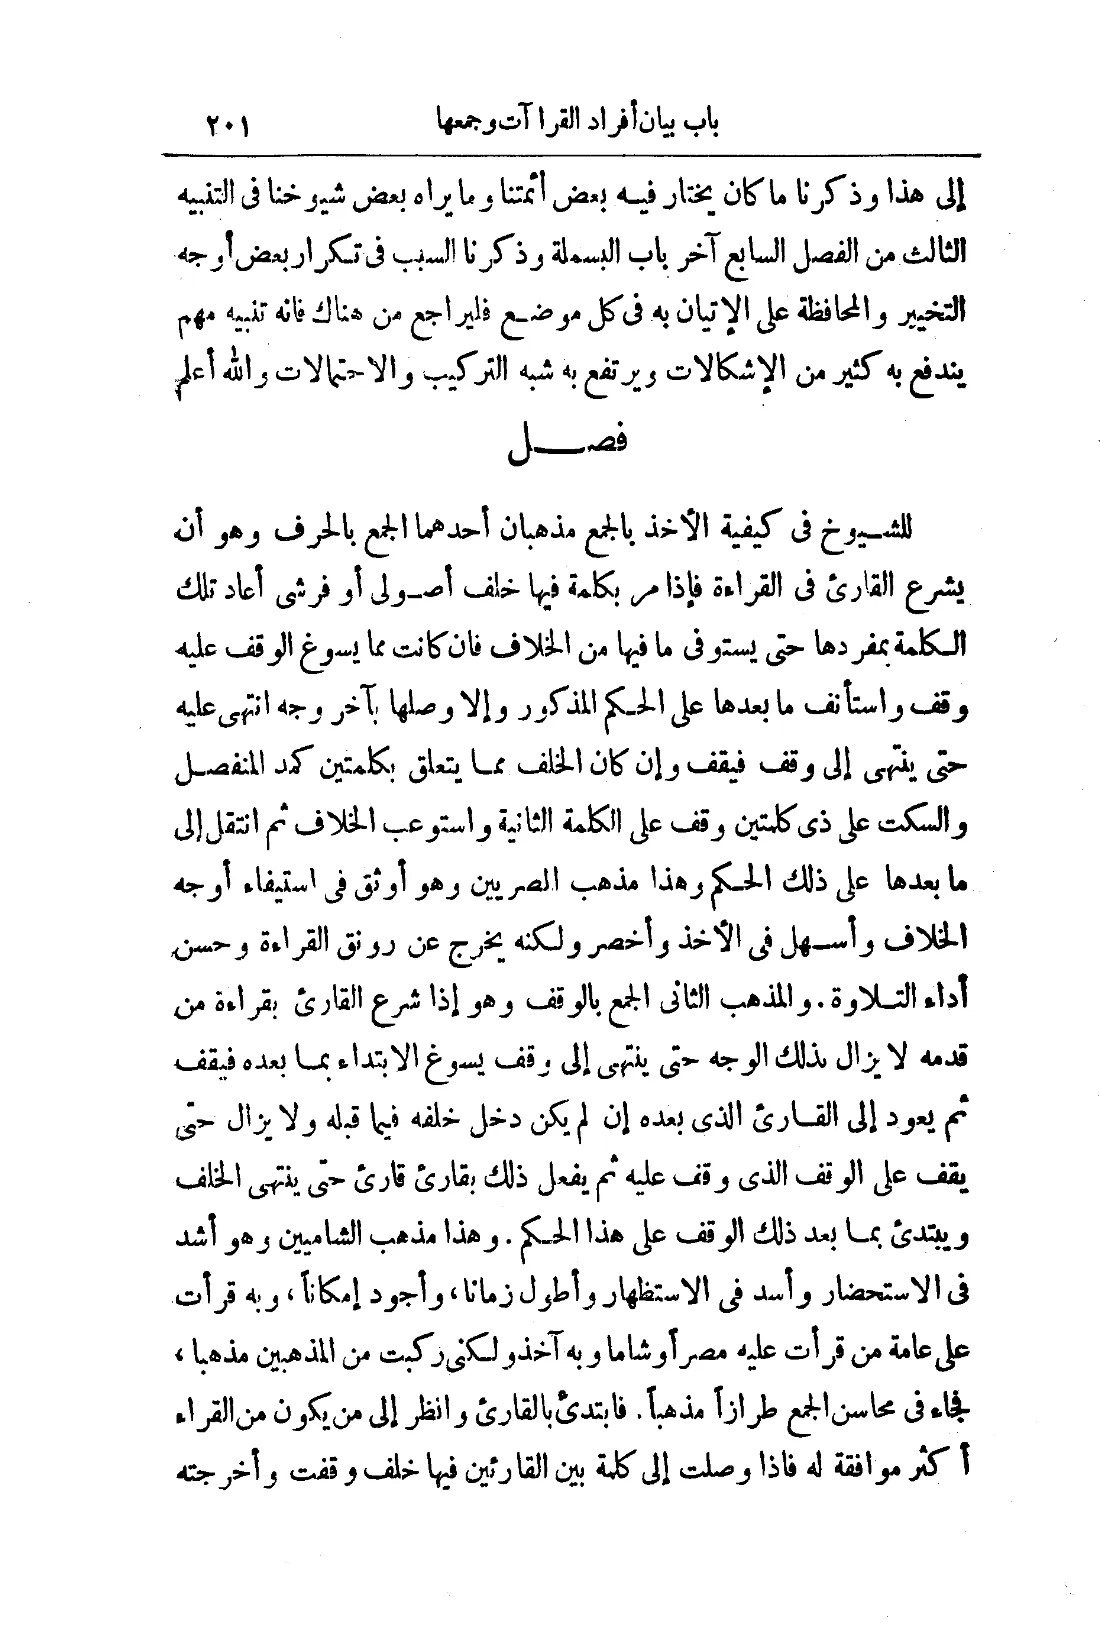 باب بيان أفراد القراآت وجمعها ٢٠١
إلى هذا وذكرنا ما كان يختار فيه بعض أئمتنا وما يراه بعض شيوخنا فى التنبيه
الثالث من الفصل السابع آخر باب البسملة وذكرنا السبب فى تكرار بعض أوجه
التخيير والمحافظة على الإتيان به فى كل موضع فليراجع من هناك فانه تنبيه مهم
يندفع به كثير من الإشكالات ويرتفع به شبه التركيب والاحتمالات والله أعلم
فصل
للشيوخ فى كيفية الأخذ بالجمع مذهبان أحدهما الجمع بالحرف وهو أن
يشرع القارئ فى القراءة فإذا مر بكلمة فيها خلف أصولى أو فرشى أعاد تلك
الكلمة بمفردها حتى يستوفى ما فيها من الخلاف فان كانت مما يسوغ الوقف عليه
وقف واستأنف ما بعدها على الحكم المذكور وإلا وصلها بآخر وجه انتهى عليه
حتى ينتهى إلى وقف فيقف وإن كان الخلف مما يتعلق بكلمتين كمد المنفصل
والسكت على ذى كلمتين وقف على الكلمة الثانية واستوعب الخلاف ثم انتقل إلى
ما بعدها على ذلك الحكم وهذا مذهب المصريين وهو أوثق فى استيفاء أوجه
الخلاف وأسهل فى الأخذ وأخصر ولكنه يخرج عن رونق القراءة وحسن
أداء التلاوة. والمذهب الثانى الجمع بالوقف وهو إذا شرع القارئ بقراءة من
قدمه لا يزال بذلك الوجه حتى ينتهى إلى وقف يسوغ الابتداء بما بعده فيقف
ثم يعود إلى القارئ الذى بعده إن لم يكن دخل خلفه فيما قبله ولا يزال حتى
يقف على الوقف الذى وقف عليه ثم يفعل ذلك بقارئ قارئ حتى ينتهى الخلف
ويبتدئ بما بعد ذلك الوقف على هذا الحكم. وهذا مذهب الشاميين وهو أشد
فى الاستحضار وأسد فى الاستظهار وأطول زمانا، وأجود إمكاناً، وبه قرأت
على عامة من قرأت عليه مصراً وشاما وبه آخذ ولكنى ركبت من المذهبين مذهبا،
فجاء فى محاسن الجمع طرازاً مذهباً. فابتدئ بالقارئ وانظر إلى من يكون من القراء
أكثر موافقة له فاذا وصلت إلى كلمة بين القارئين فيها خلف وقفت وأخرجته